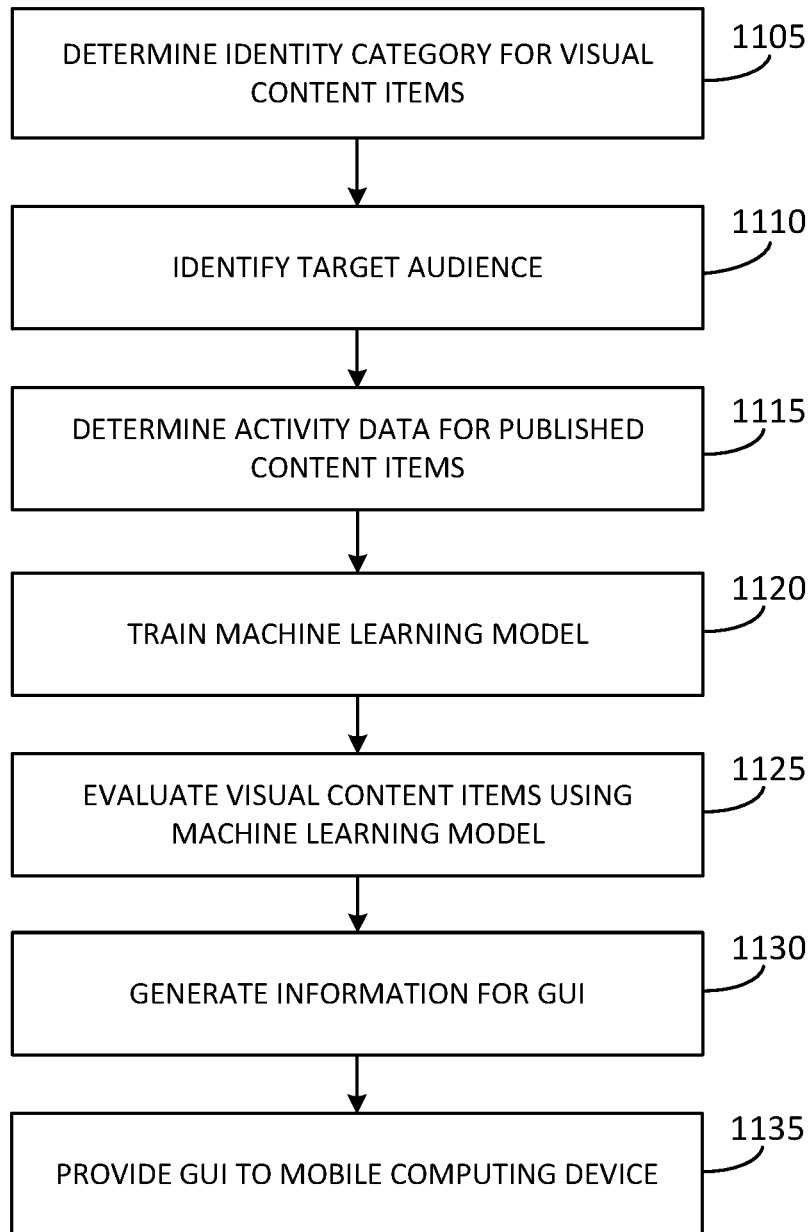 DETERMINE IDENTITY CATEGORY FOR VISUAL
CONTENT ITEMS
1105
IDENTIFY TARGET AUDIENCE
1110
DETERMINE ACTIVITY DATA FOR PUBLISHED
CONTENT ITEMS
1115
TRAIN MACHINE LEARNING MODEL
1120
EVALUATE VISUAL CONTENT ITEMS USING
MACHINE LEARNING MODEL
1125
GENERATE INFORMATION FOR GUI
1130
PROVIDE GUI TO MOBILE COMPUTING DEVICE
1135